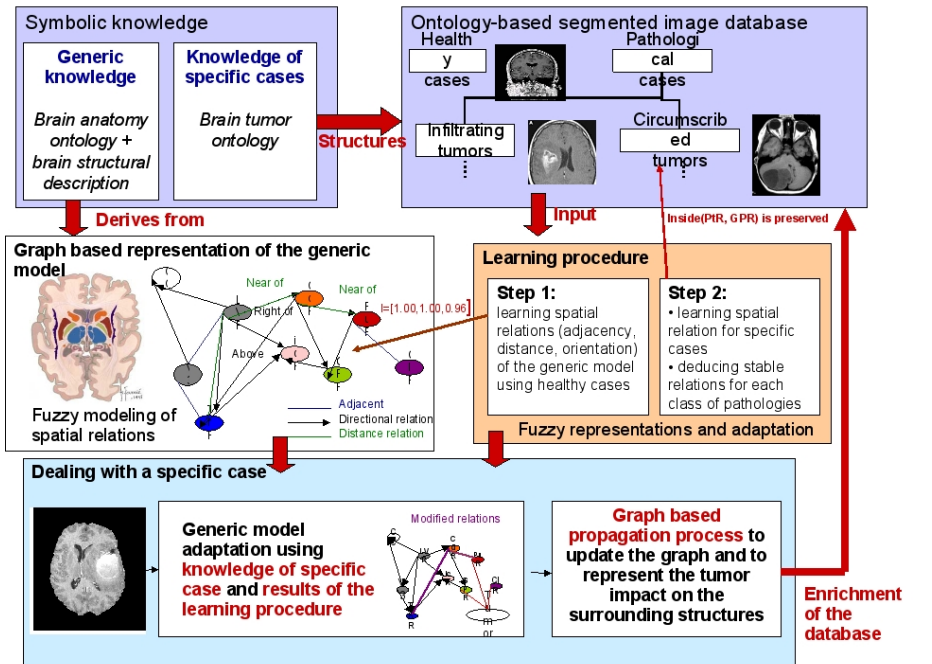 Symbolic knowledge
Generic
knowledge
Brain anatomy
ontology +
brain structural
description
Knowledge of
specific cases
Brain tumor
ontology
Structures
Ontology-based segmented image database
Health
y
cases
Pathologi
cal
cases
Infiltrating
tumors
Circumscrib
ed
tumors
Derives from
Input
Inside(PtR, GPR) is preserved
Graph based representation of the generic
model
Near of
Near of
Right of
I=[1.00,1.00,0.96]
Above
Adjacent
Directional relation
Distance relation
Fuzzy modeling of
spatial relations
Learning procedure
Step 1:
learning spatial
relations (adjacency,
distance, orientation)
of the generic model
using healthy cases
Step 2:
• learning spatial
relation for specific
cases
• deducing stable
relations for each
class of pathologies
Fuzzy representations and adaptation
Dealing with a specific case
Generic model
adaptation using
knowledge of specific
case and results of the
learning procedure
Modified relations
Graph based
propagation process to
update the graph and to
represent the tumor
impact on the
surrounding structures
Enrichment
of the
database